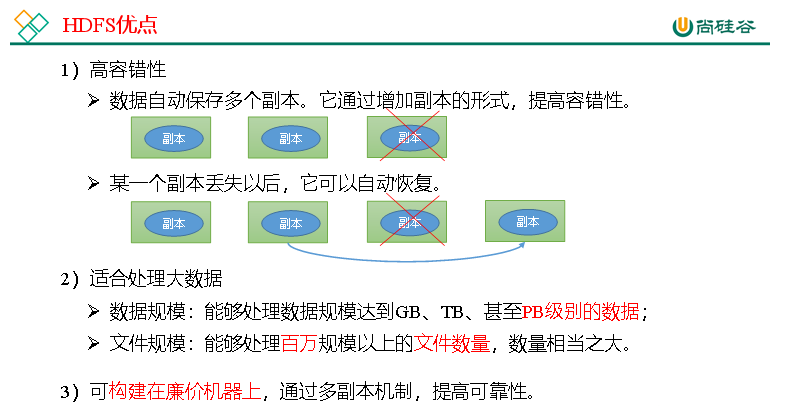 HDFS优点
尚硅谷
1）高容错性
➢ 数据自动保存多个副本。它通过增加副本的形式，提高容错性。
副本 副本 副本
➢ 某一个副本丢失以后，它可以自动恢复。
副本 副本 副本 副本
2）适合处理大数据
➢ 数据规模：能够处理数据规模达到GB、TB、甚至PB级别的数据；
➢ 文件规模：能够处理百万规模以上的文件数量，数量相当之大。
3）可构建在廉价机器上，通过多副本机制，提高可靠性。